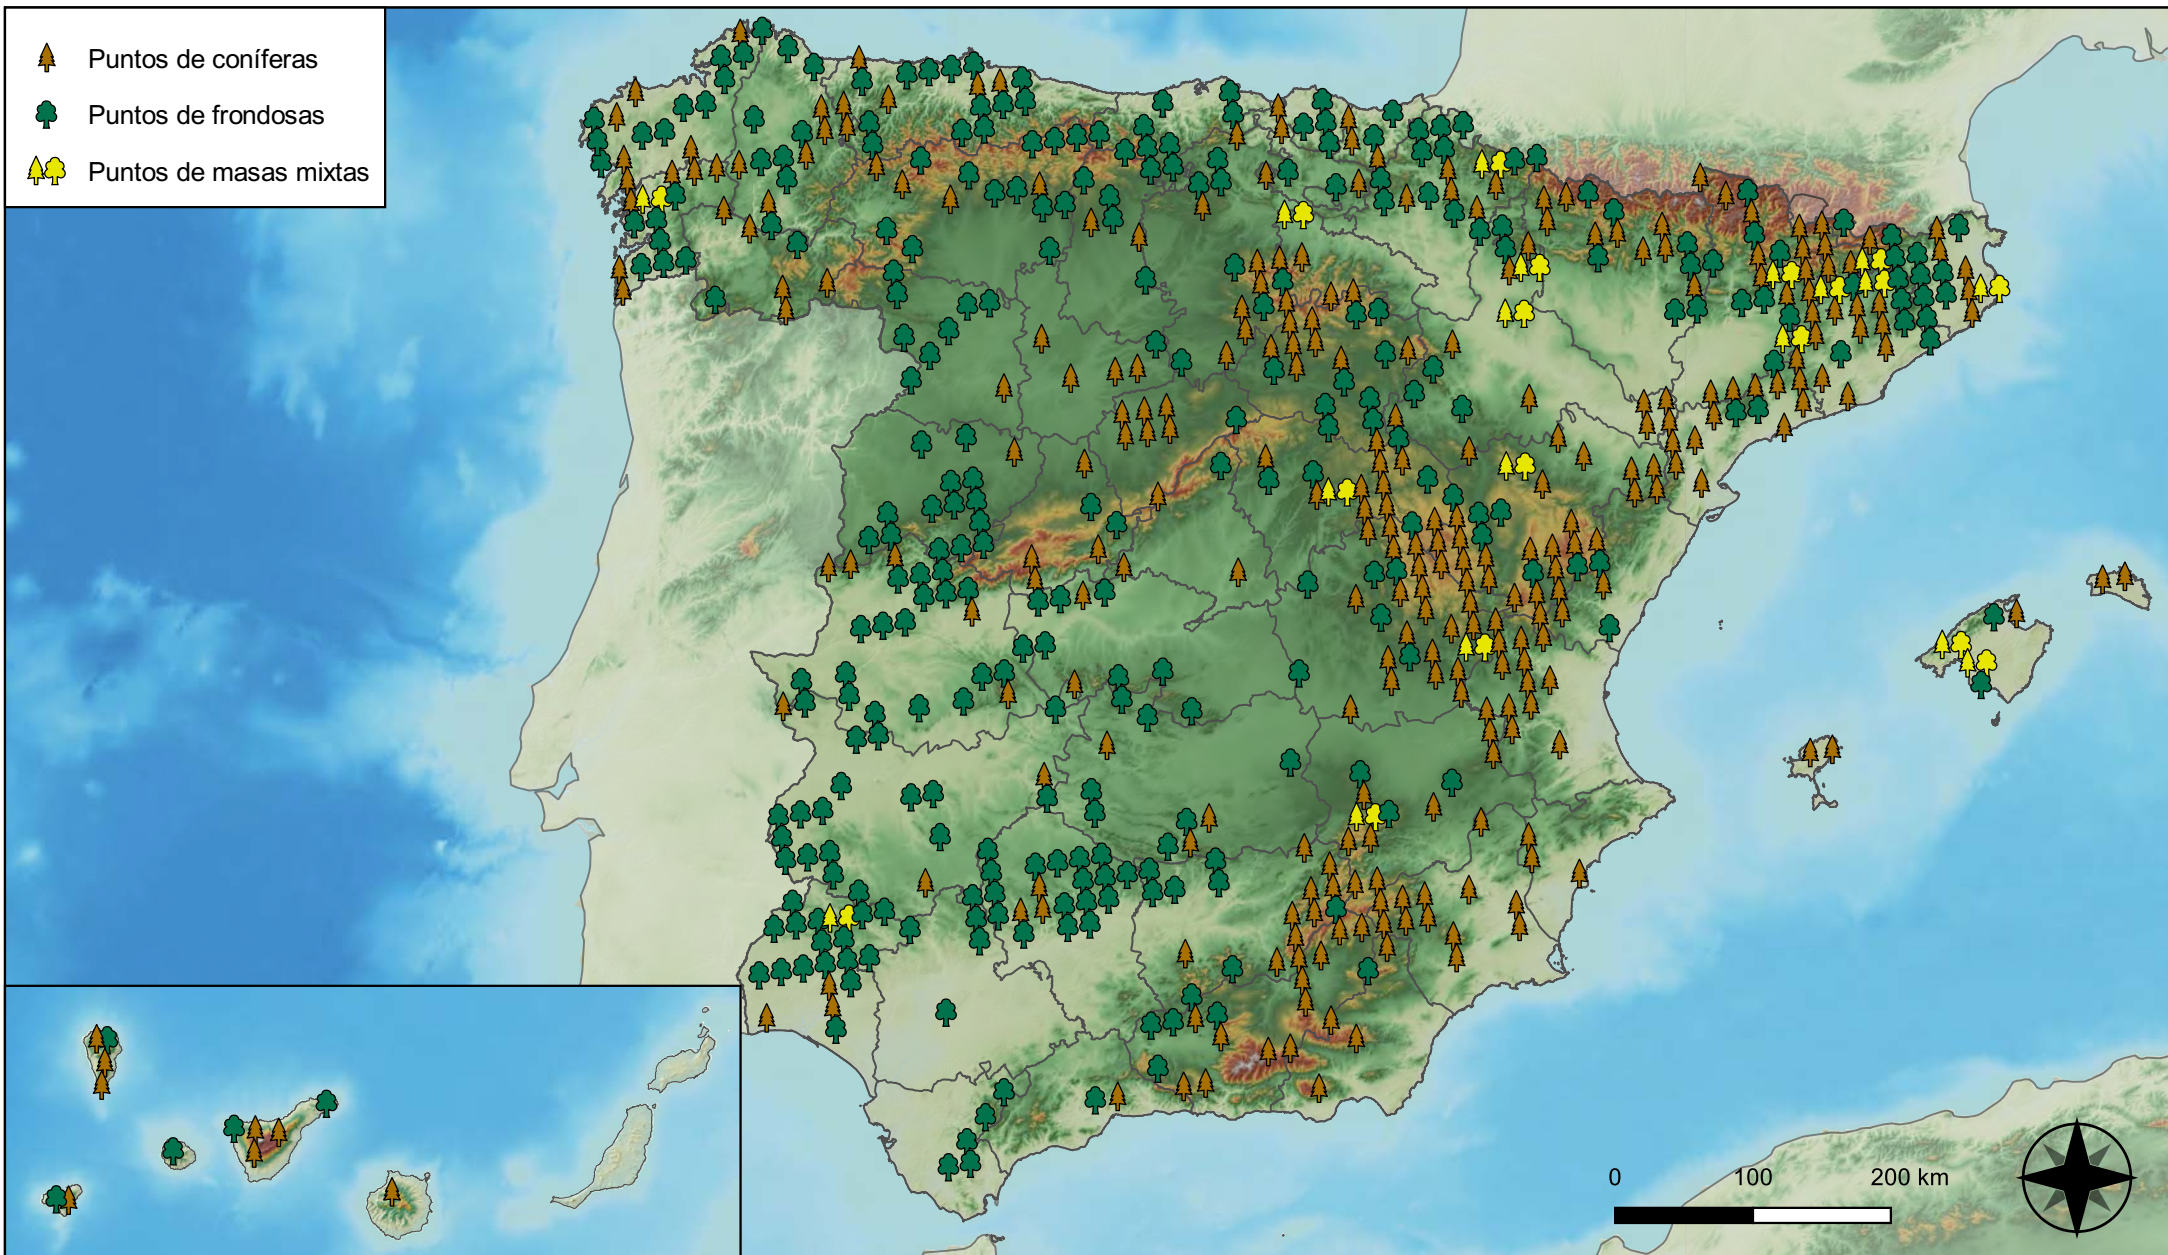 Puntos de coníferas
Puntos de frondosas
Puntos de masas mixtas
0 100 200 km